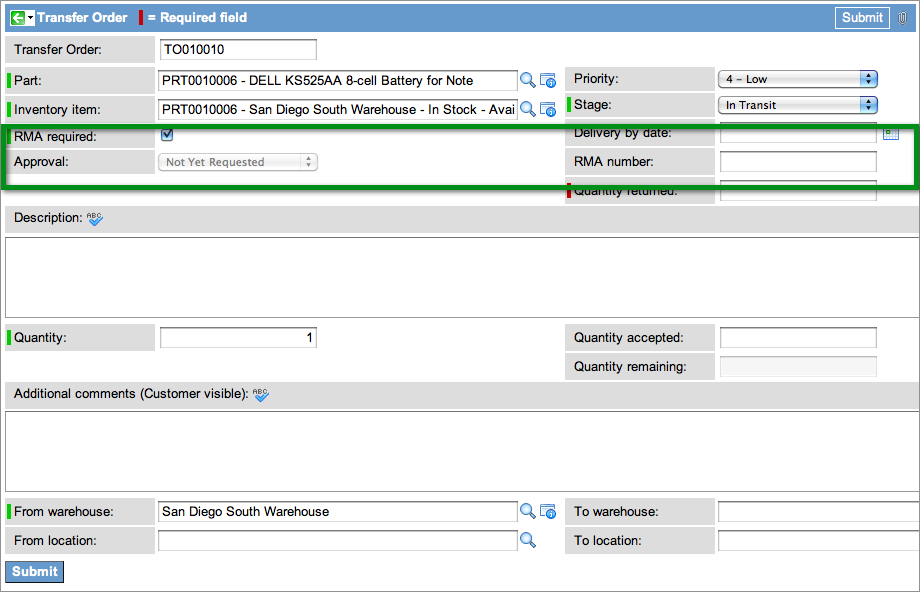 Transfer Order = Required field Submit
Transfer Order: TO010010
Part: PRT0010006 - DELL KS525AA 8-cell Battery for Note
Priority: 4 - Low
Inventory item: PRT0010006 - San Diego South Warehouse - In Stock - Avai
Stage: In Transit
RMA required:
Delivery by date:
Approval: Not Yet Requested
RMA number:
Quantity returned:
Description: ABC
Quantity: 1
Quantity accepted:
Quantity remaining:
Additional comments (Customer visible): ABC
From warehouse: San Diego South Warehouse
To warehouse:
From location:
To location:
Submit